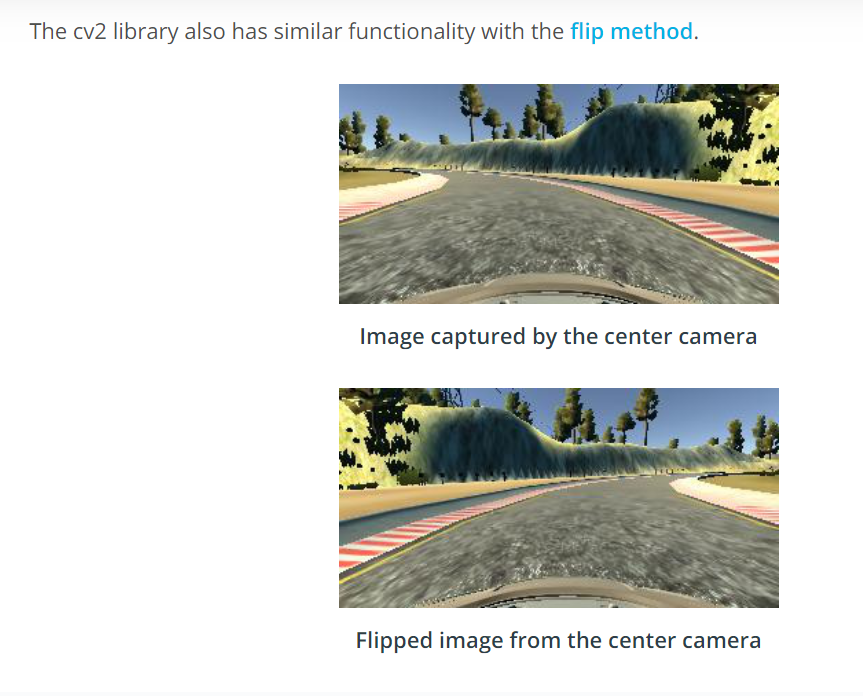 The cv2 library also has similar functionality with the flip method.
Image captured by the center camera
Flipped image from the center camera